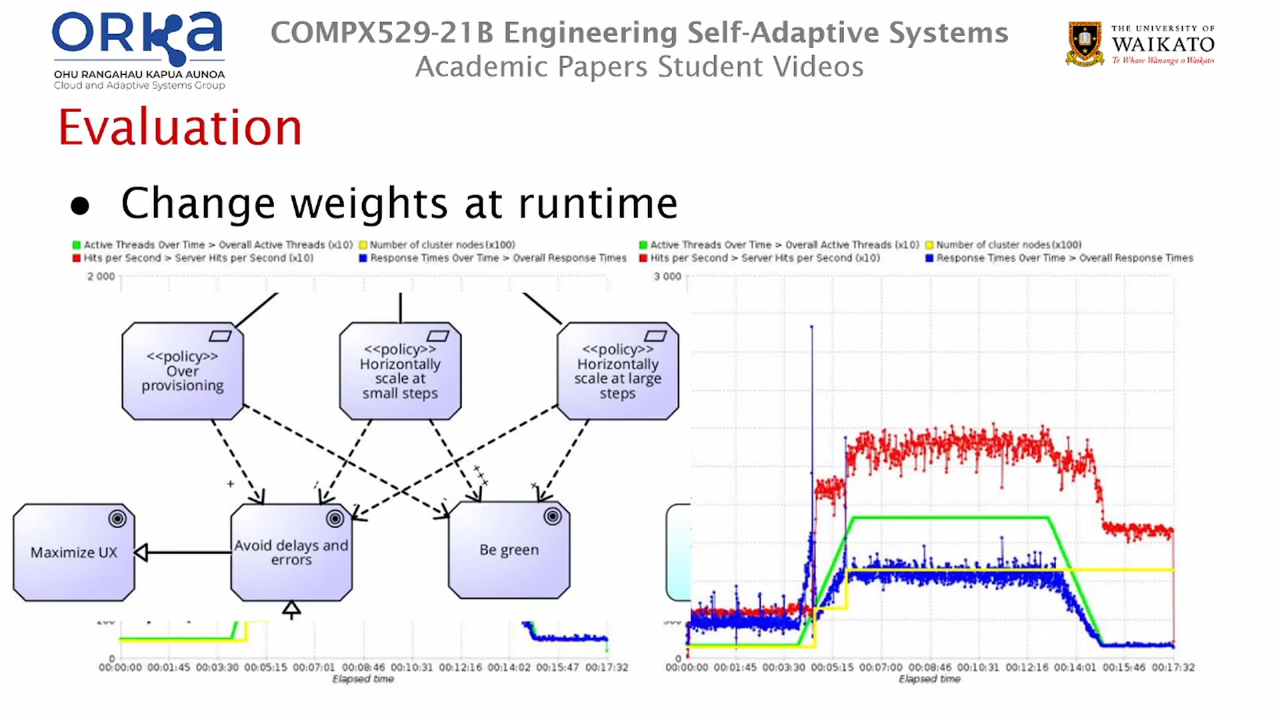 ORKA
OHU RANGAHAU KAPUA AUNOA
Cloud and Adaptive Systems Group
COMPX529-21B Engineering Self-Adaptive Systems
Academic Papers Student Videos
THE UNIVERSITY OF
WAIKATO
Te Whare Wānanga o Waikato
Evaluation
● Change weights at runtime
Active Threads Over Time > Overall Active Threads (x10)
Number of cluster nodes (x100)
Hits per Second > Server Hits per Second (x10)
Response Times Over Time > Overall Response Times
2 000
<<policy>>
Over
provisioning
<<policy>>
Horizontally
scale at
small steps
<<policy>>
Horizontally
scale at large
steps
+
Maximize UX
Avoid delays and
errors
Be green
0
00:00:00 00:01:45 00:03:30 00:05:15 00:07:01 00:08:46 00:10:31 00:12:16 00:14:02 00:15:47 00:17:32
Elapsed time
Active Threads Over Time > Overall Active Threads (x10)
Number of cluster nodes (x100)
Hits per Second > Server Hits per Second (x10)
Response Times Over Time > Overall Response Times
3 000
0
00:00:00 00:01:45 00:03:30 00:05:15 00:07:00 00:08:46 00:10:31 00:12:16 00:14:01 00:15:46 00:17:32
Elapsed time